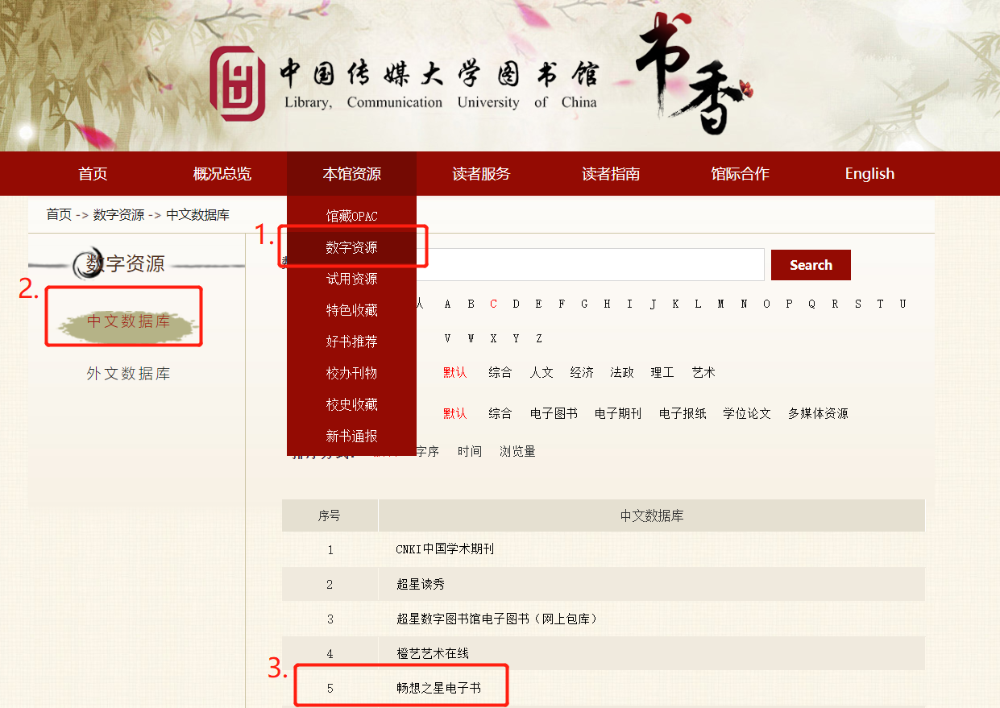 中国传媒大学图书馆
Library, Communication University of China
书香
首页 概况总览 本馆资源 读者服务 读者指南 馆际合作 English
首页 -> 数字资源 -> 中文数据库
馆藏OPAC
1. 数字资源
试用资源
特色收藏
好书推荐
校办刊物
校史收藏
新书通报
数字资源
2. 中文数据库
外文数据库
Search
A B C D E F G H I J K L M N O P Q R S T U
V W X Y Z
默认 综合 人文 经济 法政 理工 艺术
默认 综合 电子图书 电子期刊 电子报纸 学位论文 多媒体资源
字序 时间 浏览量
序号 中文数据库
1 CNKI中国学术期刊
2 超星读秀
3 超星数字图书馆电子图书（网上包库）
4 橙艺艺术在线
3. 5 畅想之星电子书